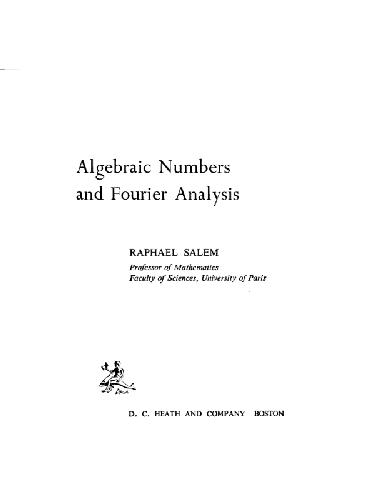 Algebraic Numbers
and Fourier Analysis
RAPHAEL SALEM
Professor of Mathematics
Faculty of Sciences, University of Paris
D. C. HEATH AND COMPANY BOSTON